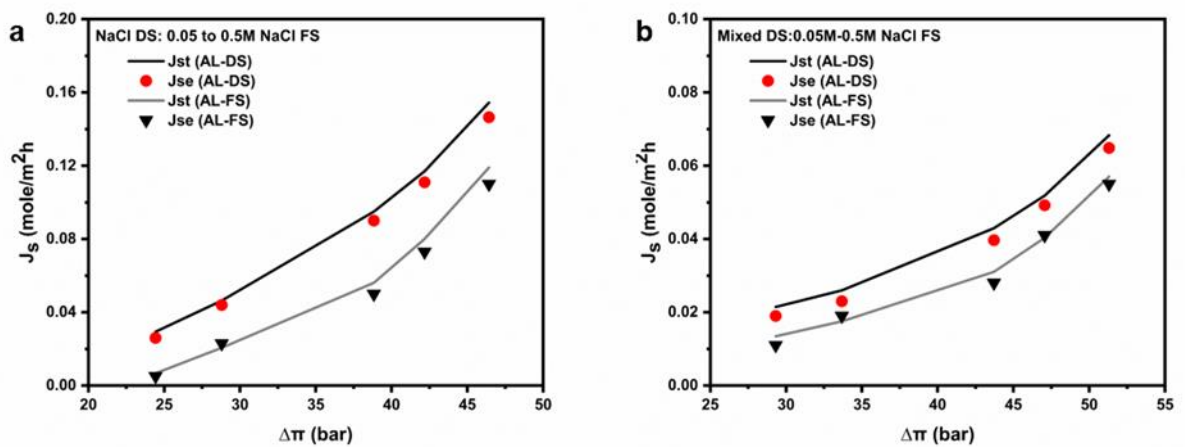 a
NaCl DS: 0.05 to 0.5M NaCl FS
Jst (AL-DS)
Jse (AL-DS)
Jst (AL-FS)
Jse (AL-FS)
0.20
0.16
0.12
0.08
0.04
0.00
Js (mole/m²h)
20 25 30 35 40 45 50
Δπ (bar)
b
Mixed DS:0.05M-0.5M NaCl FS
Jst (AL-DS)
Jse (AL-DS)
Jst (AL-FS)
Jse (AL-FS)
0.10
0.08
0.06
0.04
0.02
0.00
Js (mole/m²h)
25 30 35 40 45 50 55
Δπ (bar)